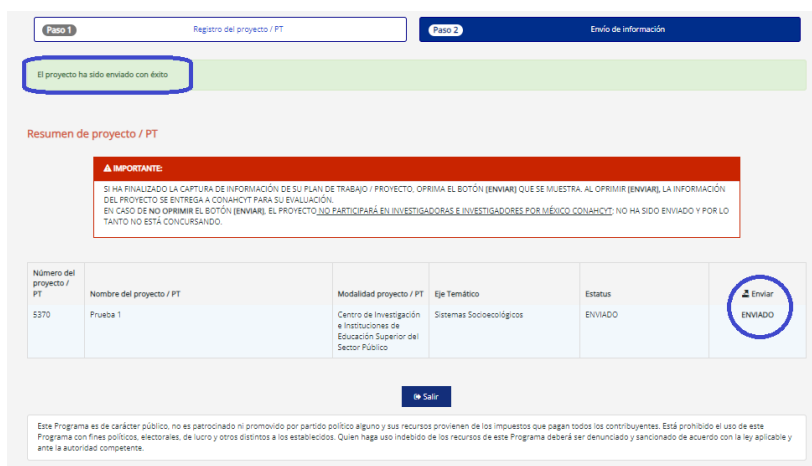 Paso 1 Registro del proyecto / PT Paso 2 Envío de información
El proyecto ha sido enviado con éxito
Resumen de proyecto / PT
IMPORTANTE:
SI HA FINALIZADO LA CAPTURA DE INFORMACIÓN DE SU PLAN DE TRABAJO / PROYECTO, OPRIMA EL BOTÓN [ENVIAR] QUE SE MUESTRA. AL OPRIMIR [ENVIAR], LA INFORMACIÓN
DEL PROYECTO SE ENTREGA A CONAHCYT PARA SU EVALUACIÓN.
EN CASO DE NO OPRIMIR EL BOTÓN [ENVIAR], EL PROYECTO NO PARTICIPARÁ EN INVESTIGADORAS E INVESTIGADORES POR MÉXICO CONAHCYT; NO HA SIDO ENVIADO Y POR LO
TANTO NO ESTÁ CONCURSANDO.
Número del
proyecto /
PT Nombre del proyecto / PT Modalidad proyecto / PT Eje Temático Estatus Enviar
5370 Prueba 1 Centro de Investigación Sistemas Socioecológicos ENVIADO ENVIADO
e Instituciones de
Educación Superior del
Sector Público
Salir
Este Programa es de carácter público, no es patrocinado ni promovido por partido político alguno y sus recursos provienen de los impuestos que pagan todos los contribuyentes. Está prohibido el uso de este
Programa con fines políticos, electorales, de lucro y otros distintos a los establecidos. Quien haga uso indebido de los recursos de este Programa deberá ser denunciado y sancionado de acuerdo con la ley aplicable y
ante la autoridad competente.